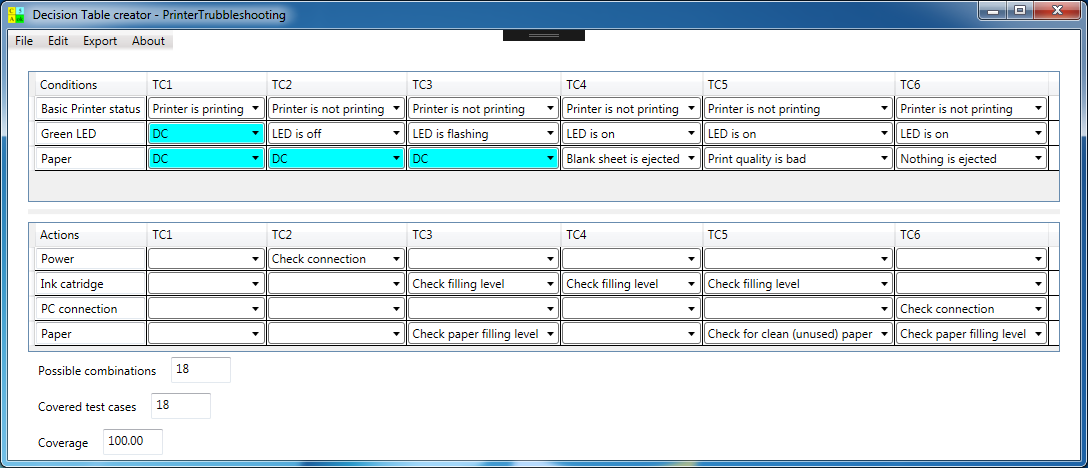 Decision Table creator - PrinterTrubbleshooting
File Edit Export About
Conditions TC1 TC2 TC3 TC4 TC5 TC6
Basic Printer status Printer is printing Printer is not printing Printer is not printing Printer is not printing Printer is not printing Printer is not printing
Green LED DC LED is off LED is flashing LED is on LED is on LED is on
Paper DC DC DC Blank sheet is ejected Print quality is bad Nothing is ejected
Actions TC1 TC2 TC3 TC4 TC5 TC6
Power Check connection
Ink catridge Check filling level Check filling level Check filling level
PC connection Check connection
Paper Check paper filling level Check for clean (unused) paper Check paper filling level
Possible combinations 18
Covered test cases 18
Coverage 100.00